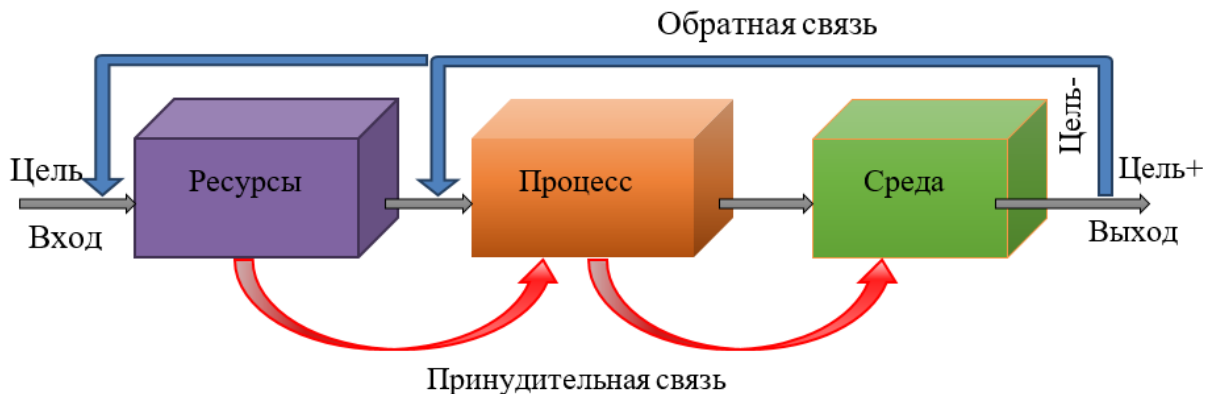 Обратная связь
Цель-
Цель
Ресурсы
Процесс
Среда
Цель+
Вход
Выход
Принудительная связь